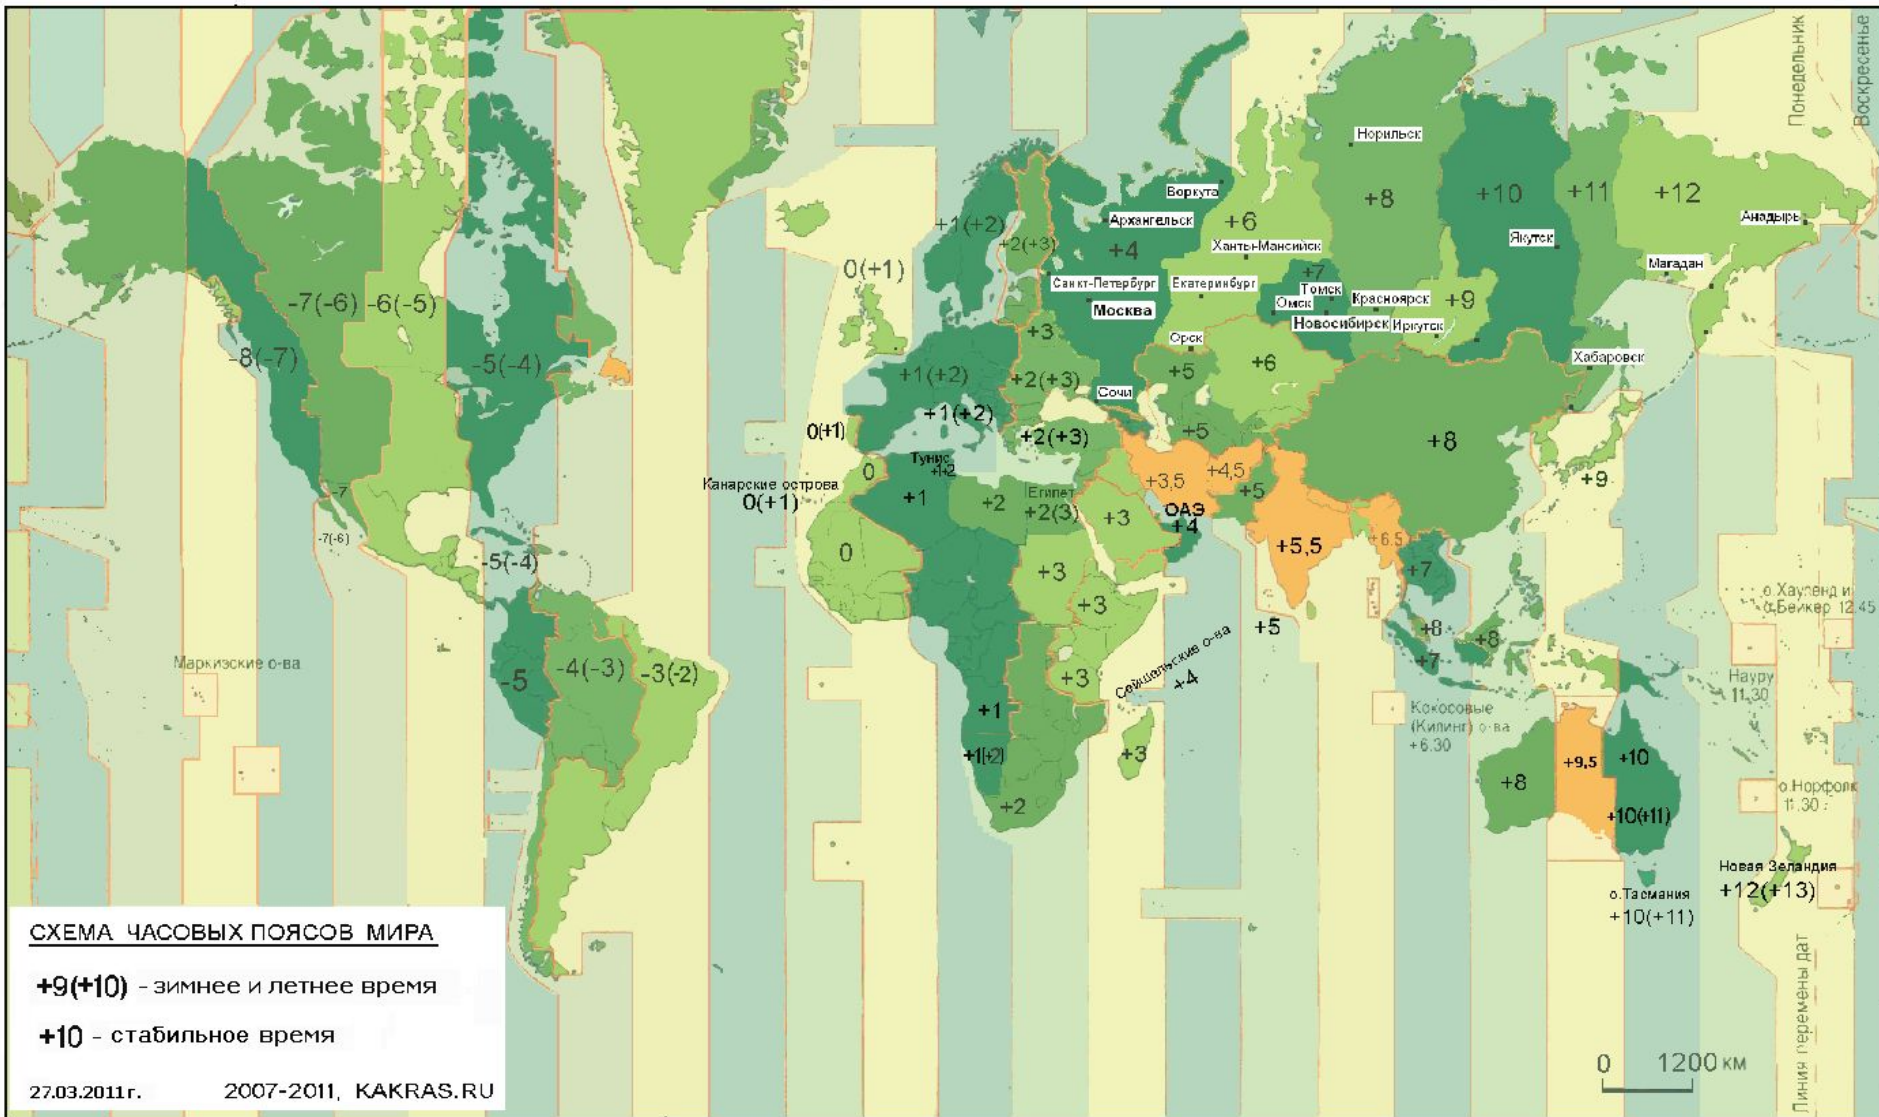 Понедельник
Воскресенье
Норильск
Воркута
+8
+10
+11
+12
+1(+2)
Архангельск
+6
Анадырь
+2(+3)
+4
Ханты-Мансийск
Якутск
0(+1)
Магадан
-7(-6)
-6(-5)
Санкт-Петербург
Екатеринбург
+7
Томск
Омск
Красноярск
+9
Москва
Новосибирск
Иркутск
+3
Орск
-8(-7)
-5(-4)
Хабаровск
+1(+2)
+2(+3)
+5
+6
Сочи
+1(+2)
0(+1)
+2(+3)
+5
+8
Тунис
+1+2
0
+3,5
+4,5
+9
Канарские острова
0(+1)
+1
+2
Египет
+2(3)
+5
-7
ОАЭ
+4
+3
-7(-6)
+5,5
+6.5
-5(-4)
0
+3
+7
+3
о.Хауленд и
о.Бейкер 12.45
+5
+8
+8
Маркизские о-ва
-5
-4(-3)
-3(-2)
+3
Сейшельские о-ва
+4
+7
Науру
11.30
+1
Кокосовые
(Килинг) о-ва
+6.30
+1(+2)
+3
+9,5
+10
+8
+2
о.Норфолк
11.30
+10(+11)
Новая Зеландия
+12(+13)
о.Тасмания
+10(+11)
СХЕМА ЧАСОВЫХ ПОЯСОВ МИРА
+9(+10) - зимнее и летнее время
+10 - стабильное время
27.03.2011г. 2007-2011, KAKRAS.RU
0 1200 км
Линия перемены дат